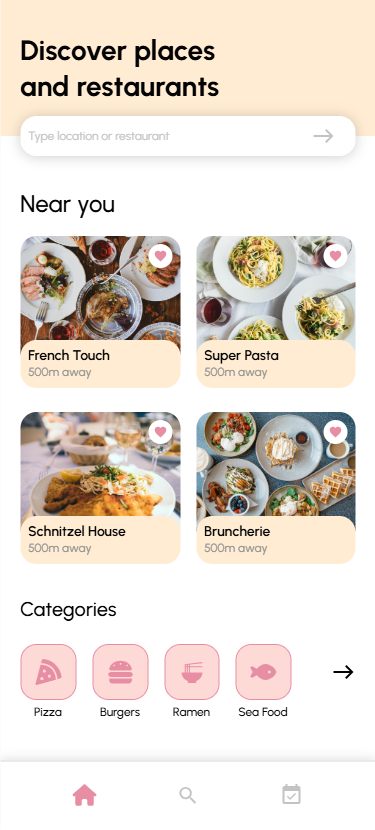 Discover places
and restaurants
Type location or restaurant
Near you
French Touch
500m away
Super Pasta
500m away
Schnitzel House
500m away
Bruncherie
500m away
Categories
Pizza
Burgers
Ramen
Sea Food